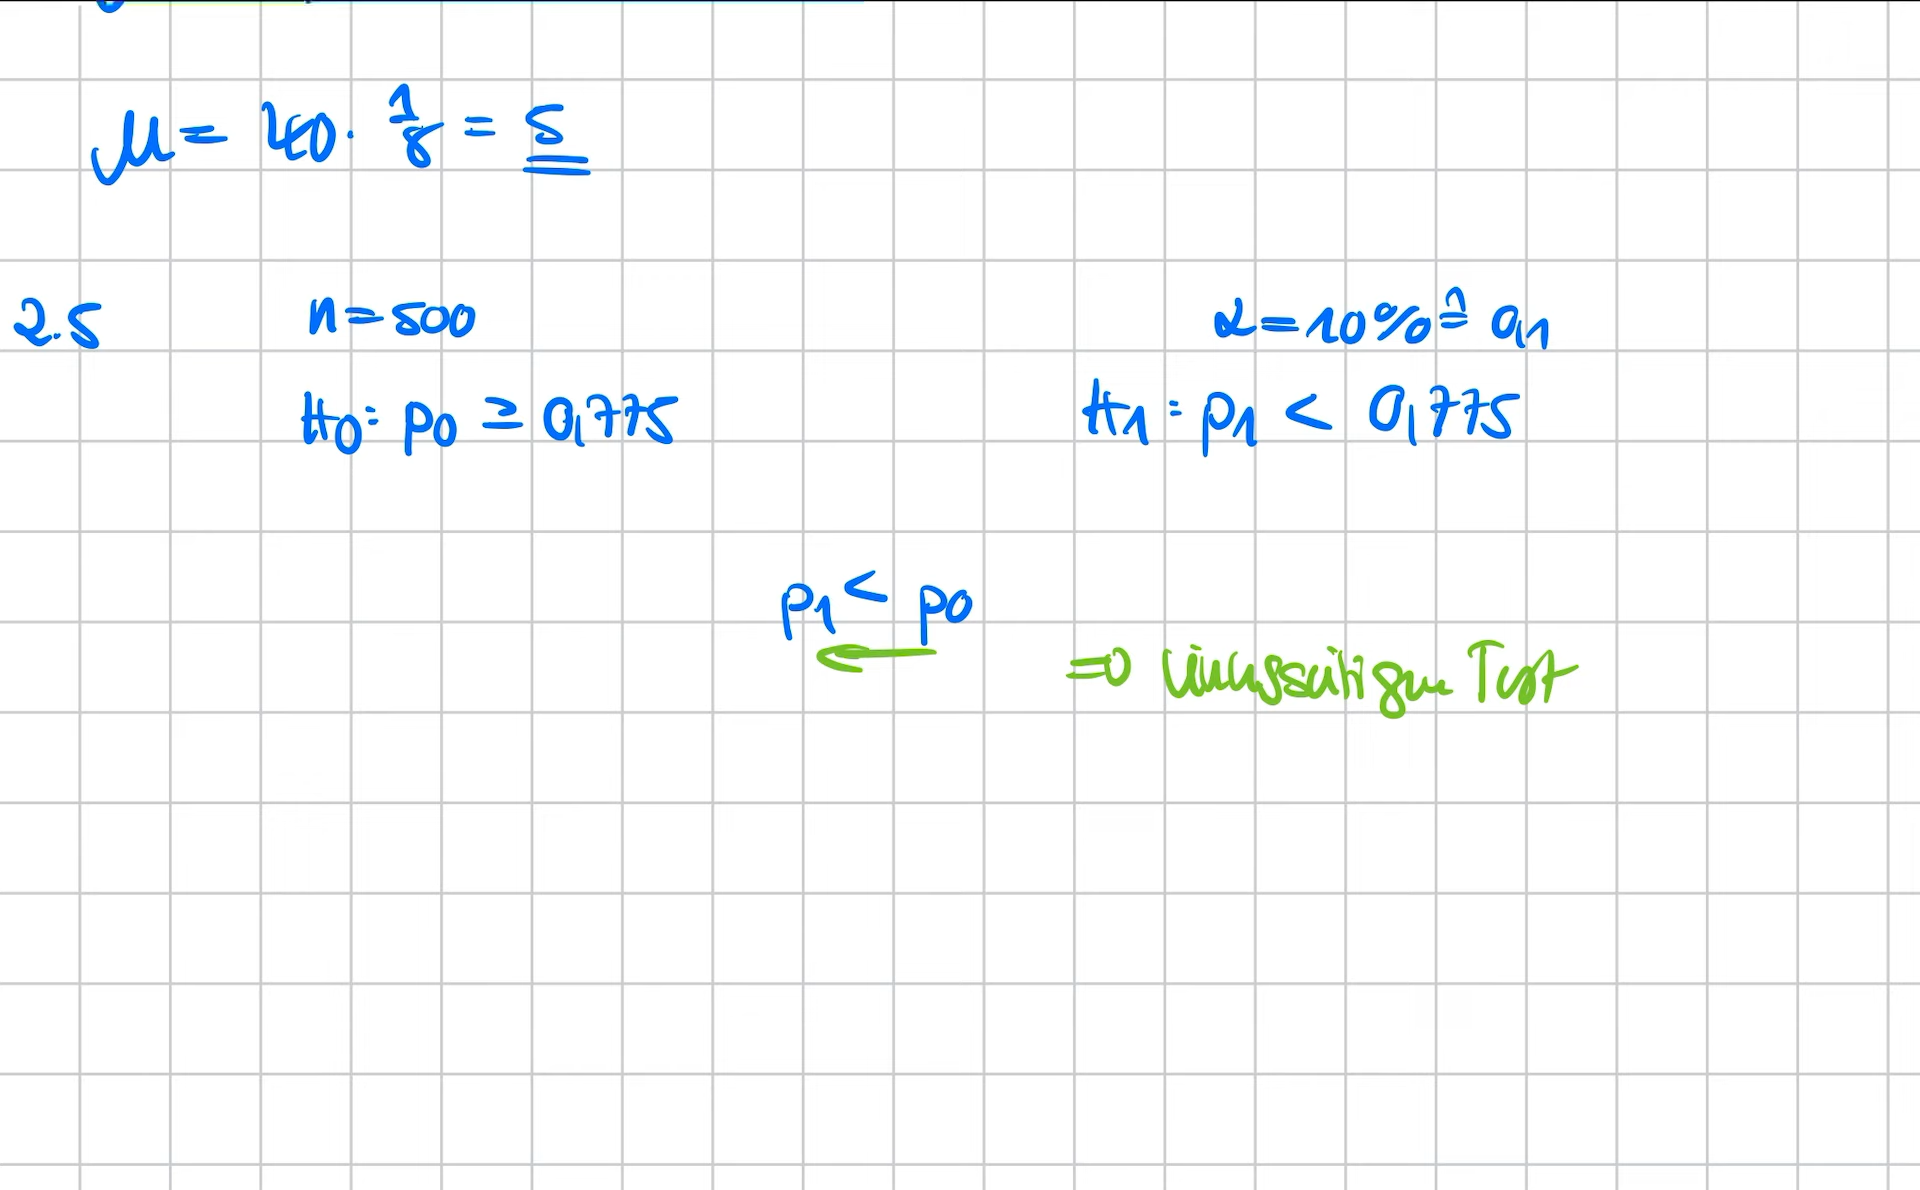 μ = 40 · 1/8 = 5
2.5 n = 500 α = 10% ≙ 0,1
H0: p0 ≥ 0,775 H1: p1 < 0,775
p1 < p0
⇒ linksseitigen Test